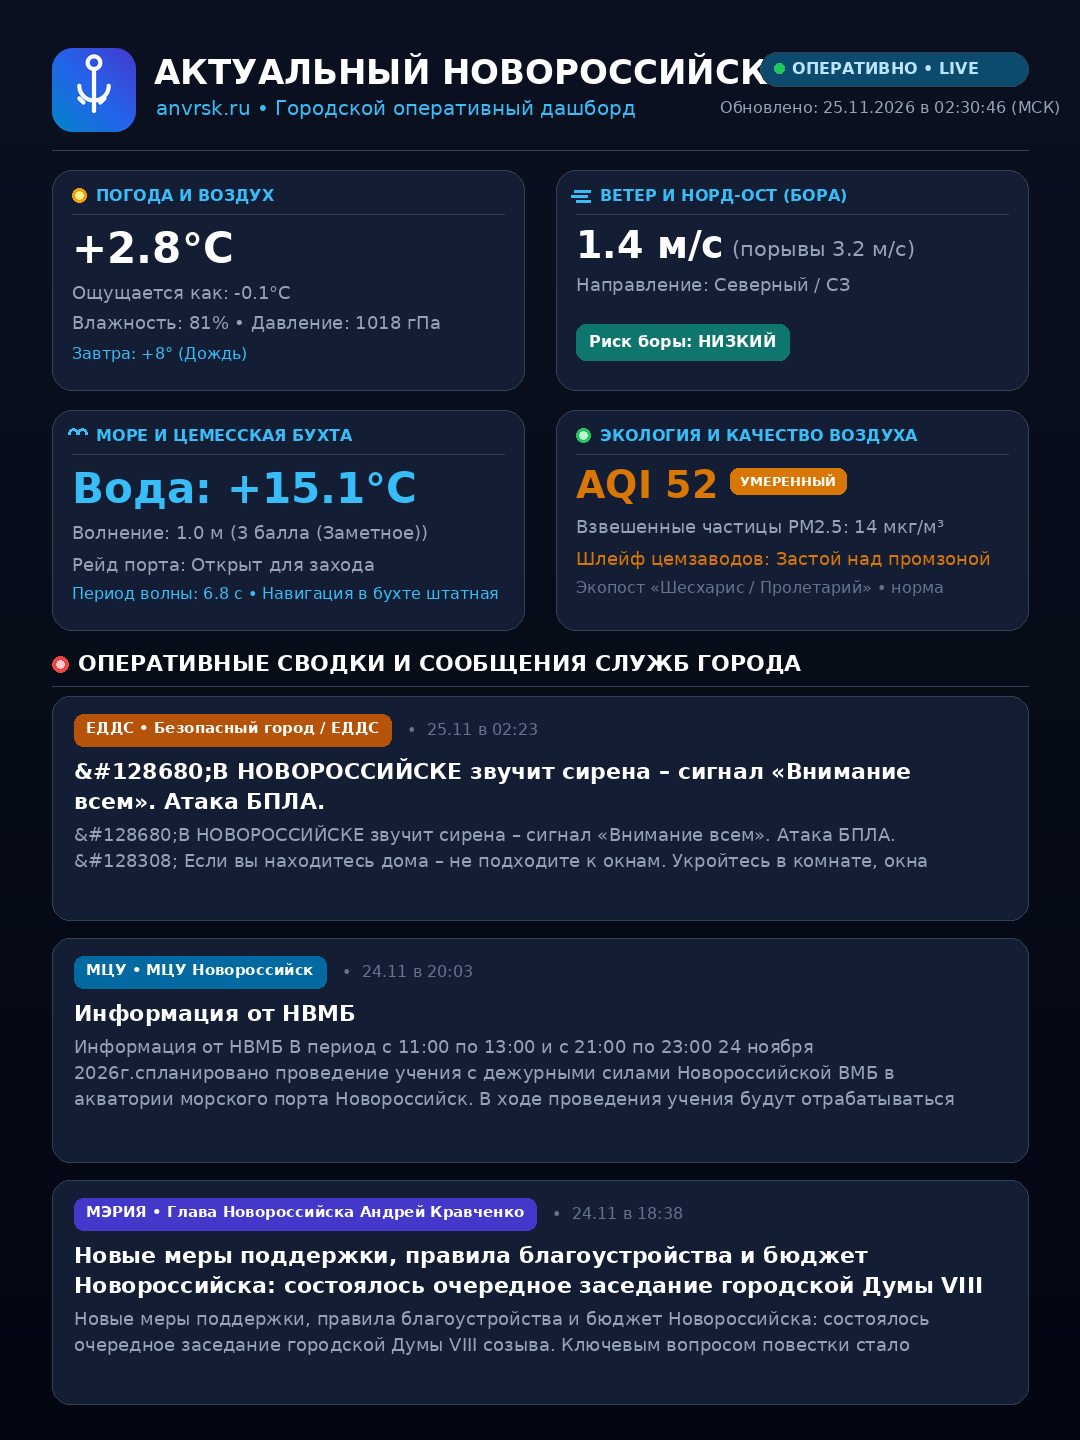 АКТУАЛЬНЫЙ НОВОРОССИЙСК
ОПЕРАТИВНО • LIVE
anvrsk.ru • Городской оперативный дашборд
Обновлено: 25.11.2026 в 02:30:46 (МСК)
ПОГОДА И ВОЗДУХ
+2.8°C
Ощущается как: -0.1°C
Влажность: 81% • Давление: 1018 гПа
Завтра: +8° (Дождь)
ВЕТЕР И НОРД-ОСТ (БОРА)
1.4 м/с (порывы 3.2 м/с)
Направление: Северный / СЗ
Риск боры: НИЗКИЙ
МОРЕ И ЦЕМЕССКАЯ БУХТА
Вода: +15.1°C
Волнение: 1.0 м (3 балла (Заметное))
Рейд порта: Открыт для захода
Период волны: 6.8 с • Навигация в бухте штатная
ЭКОЛОГИЯ И КАЧЕСТВО ВОЗДУХА
AQI 52 УМЕРЕННЫЙ
Взвешенные частицы PM2.5: 14 мкг/м³
Шлейф цемзаводов: Застой над промзоной
Экопост «Шесхарис / Пролетарий» • норма
ОПЕРАТИВНЫЕ СВОДКИ И СООБЩЕНИЯ СЛУЖБ ГОРОДА
ЕДДС • Безопасный город / ЕДДС • 25.11 в 02:23
&#128680;В НОВОРОССИЙСКЕ звучит сирена – сигнал «Внимание
всем». Атака БПЛА.
&#128680;В НОВОРОССИЙСКЕ звучит сирена – сигнал «Внимание всем». Атака БПЛА.
&#128308; Если вы находитесь дома – не подходите к окнам. Укройтесь в комнате, окна
МЦУ • МЦУ Новороссийск • 24.11 в 20:03
Информация от НВМБ
Информация от НВМБ В период с 11:00 по 13:00 и с 21:00 по 23:00 24 ноября
2026г.спланировано проведение учения с дежурными силами Новороссийской ВМБ в
акватории морского порта Новороссийск. В ходе проведения учения будут отрабатываться
МЭРИЯ • Глава Новороссийска Андрей Кравченко • 24.11 в 18:38
Новые меры поддержки, правила благоустройства и бюджет
Новороссийска: состоялось очередное заседание городской Думы VIII
Новые меры поддержки, правила благоустройства и бюджет Новороссийска: состоялось
очередное заседание городской Думы VIII созыва. Ключевым вопросом повестки стало